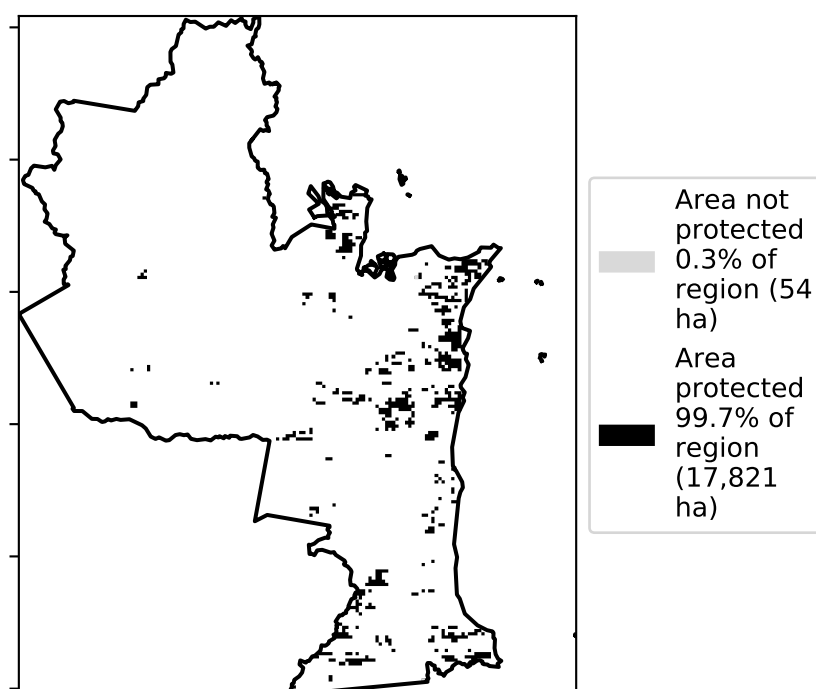 Area not
protected
0.3% of
region (54
ha)
Area
protected
99.7% of
region
(17,821
ha)